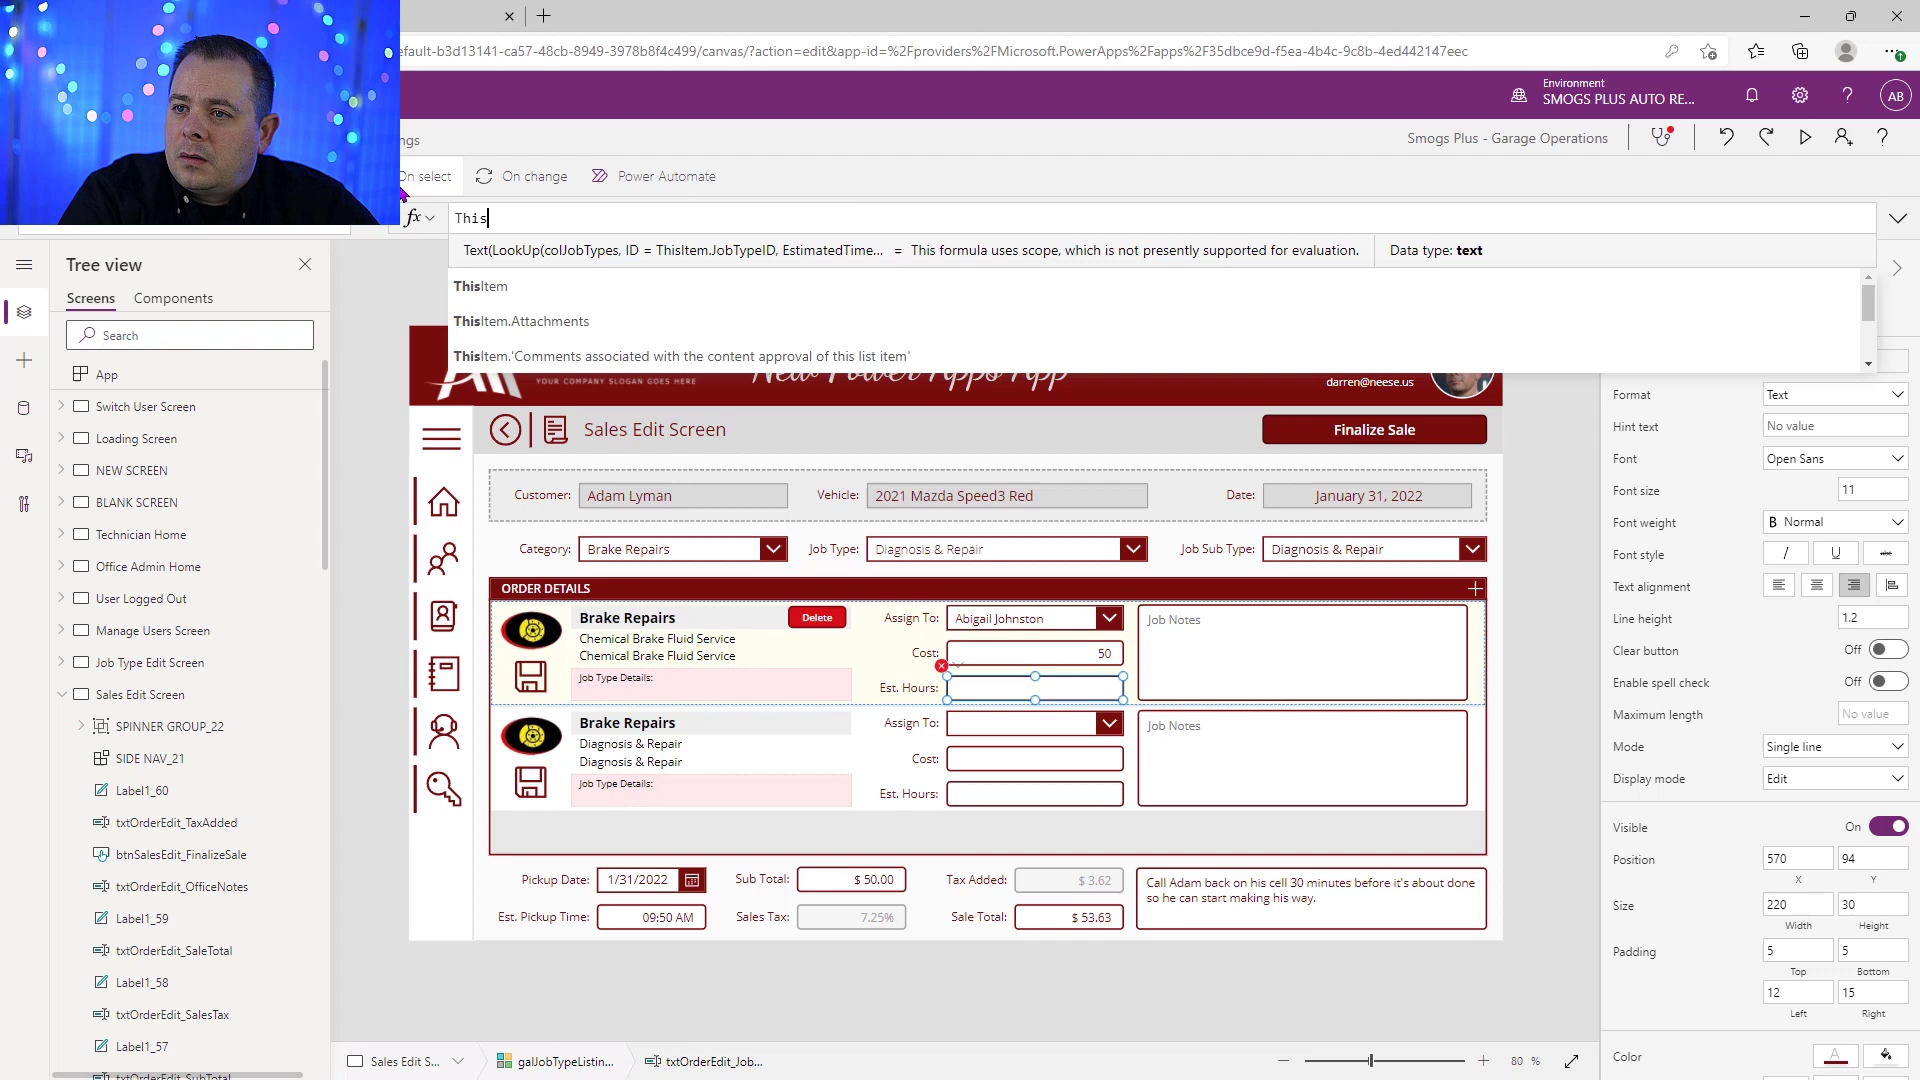 efault-b3d13141-ca57-48cb-8949-3978b8f4c499/canvas/?action=edit&app-id=%2Fproviders%2FMicrosoft.PowerApps%2Fapps%2F35dbce9d-f5ea-4b4c-9c8b-4ed442147eec
Environment
SMOGS PLUS AUTO RE...
AB
ngs
Smogs Plus - Garage Operations
On select
On change
Power Automate
fx
This
Text(LookUp(colJobTypes, ID = ThisItem.JobTypeID, EstimatedTime... = This formula uses scope, which is not presently supported for evaluation.
Data type: text
ThisItem
ThisItem.Attachments
ThisItem.'Comments associated with the content approval of this list item'
Tree view
Screens
Components
Search
App
Switch User Screen
Loading Screen
NEW SCREEN
BLANK SCREEN
Technician Home
Office Admin Home
User Logged Out
Manage Users Screen
Job Type Edit Screen
Sales Edit Screen
SPINNER GROUP_22
SIDE NAV_21
Label1_60
txtOrderEdit_TaxAdded
btnSalesEdit_FinalizeSale
txtOrderEdit_OfficeNotes
Label1_59
txtOrderEdit_SaleTotal
Label1_58
txtOrderEdit_SalesTax
Label1_57
txtOrderEdit_SubTotal
YOUR COMPANY SLOGAN GOES HERE
New Power Apps App
darren@neese.us
Sales Edit Screen
Finalize Sale
Customer: Adam Lyman
Vehicle: 2021 Mazda Speed3 Red
Date: January 31, 2022
Category: Brake Repairs
Job Type: Diagnosis & Repair
Job Sub Type: Diagnosis & Repair
ORDER DETAILS
Brake Repairs
Delete
Chemical Brake Fluid Service
Chemical Brake Fluid Service
Job Type Details:
Assign To: Abigail Johnston
Cost: 50
Est. Hours:
Job Notes
Brake Repairs
Diagnosis & Repair
Diagnosis & Repair
Job Type Details:
Assign To:
Cost:
Est. Hours:
Job Notes
Pickup Date: 1/31/2022
Sub Total: $ 50.00
Tax Added: $ 3.62
Est. Pickup Time: 09:50 AM
Sales Tax: 7.25%
Sale Total: $ 53.63
Call Adam back on his cell 30 minutes before it's about done
so he can start making his way.
Sales Edit S...
galJobTypeListin...
txtOrderEdit_Job...
80 %
Format
Text
Hint text
No value
Font
Open Sans
Font size
11
Font weight
B Normal
Font style
/ U abc
Text alignment
Line height
1.2
Clear button
Off
Enable spell check
Off
Maximum length
No value
Mode
Single line
Display mode
Edit
Visible
On
Position
570 94
X Y
Size
220 30
Width Height
Padding
5 5
Top Bottom
12 15
Left Right
Color
A